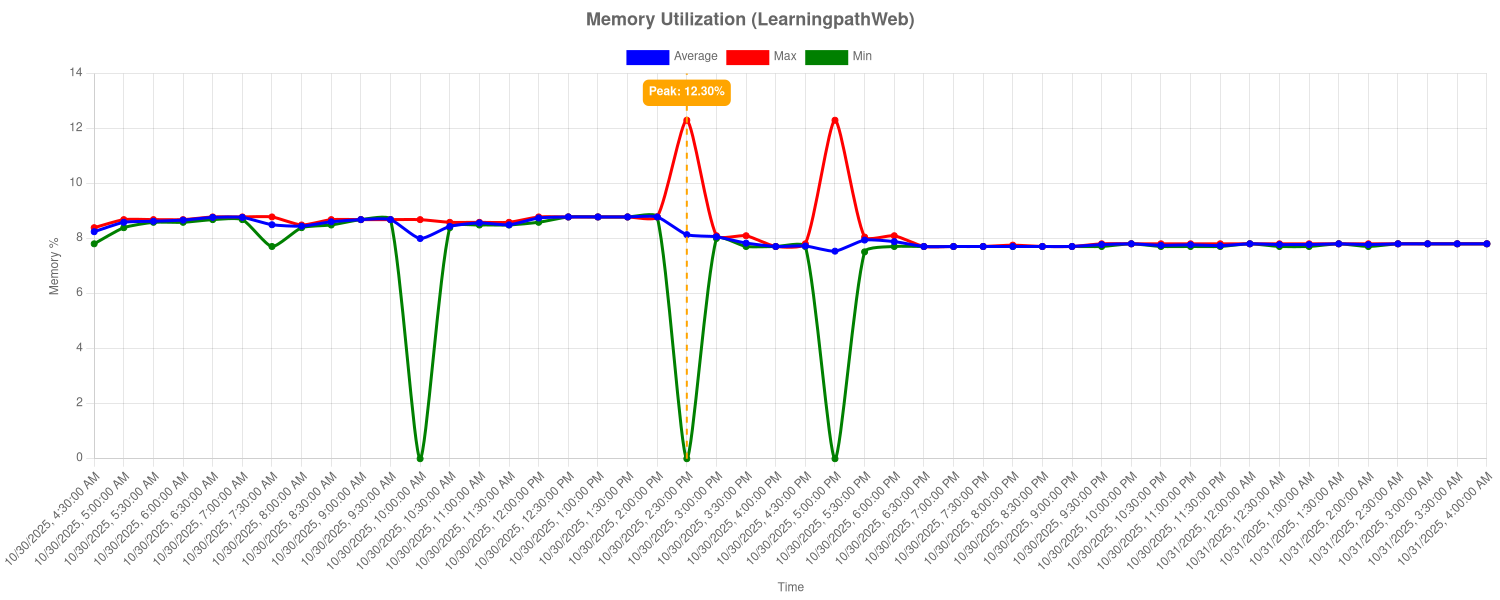 Memory Utilization (LearningpathWeb)
Average Max Min
Peak: 12.30%
14
12
10
8
6
4
2
0
Memory %
10/30/2025, 4:30:00 AM
10/30/2025, 5:00:00 AM
10/30/2025, 5:30:00 AM
10/30/2025, 6:00:00 AM
10/30/2025, 6:30:00 AM
10/30/2025, 7:00:00 AM
10/30/2025, 7:30:00 AM
10/30/2025, 8:00:00 AM
10/30/2025, 8:30:00 AM
10/30/2025, 9:00:00 AM
10/30/2025, 9:30:00 AM
10/30/2025, 10:00:00 AM
10/30/2025, 10:30:00 AM
10/30/2025, 11:00:00 AM
10/30/2025, 11:30:00 AM
10/30/2025, 12:00:00 PM
10/30/2025, 12:30:00 PM
10/30/2025, 1:00:00 PM
10/30/2025, 1:30:00 PM
10/30/2025, 2:00:00 PM
10/30/2025, 2:30:00 PM
10/30/2025, 3:00:00 PM
10/30/2025, 3:30:00 PM
10/30/2025, 4:00:00 PM
10/30/2025, 4:30:00 PM
10/30/2025, 5:00:00 PM
10/30/2025, 5:30:00 PM
10/30/2025, 6:00:00 PM
10/30/2025, 6:30:00 PM
10/30/2025, 7:00:00 PM
10/30/2025, 7:30:00 PM
10/30/2025, 8:00:00 PM
10/30/2025, 8:30:00 PM
10/30/2025, 9:00:00 PM
10/30/2025, 9:30:00 PM
10/30/2025, 10:00:00 PM
10/30/2025, 10:30:00 PM
10/30/2025, 11:00:00 PM
10/30/2025, 11:30:00 PM
10/31/2025, 12:00:00 AM
10/31/2025, 12:30:00 AM
10/31/2025, 1:00:00 AM
10/31/2025, 1:30:00 AM
10/31/2025, 2:00:00 AM
10/31/2025, 2:30:00 AM
10/31/2025, 3:00:00 AM
10/31/2025, 3:30:00 AM
10/31/2025, 4:00:00 AM
Time